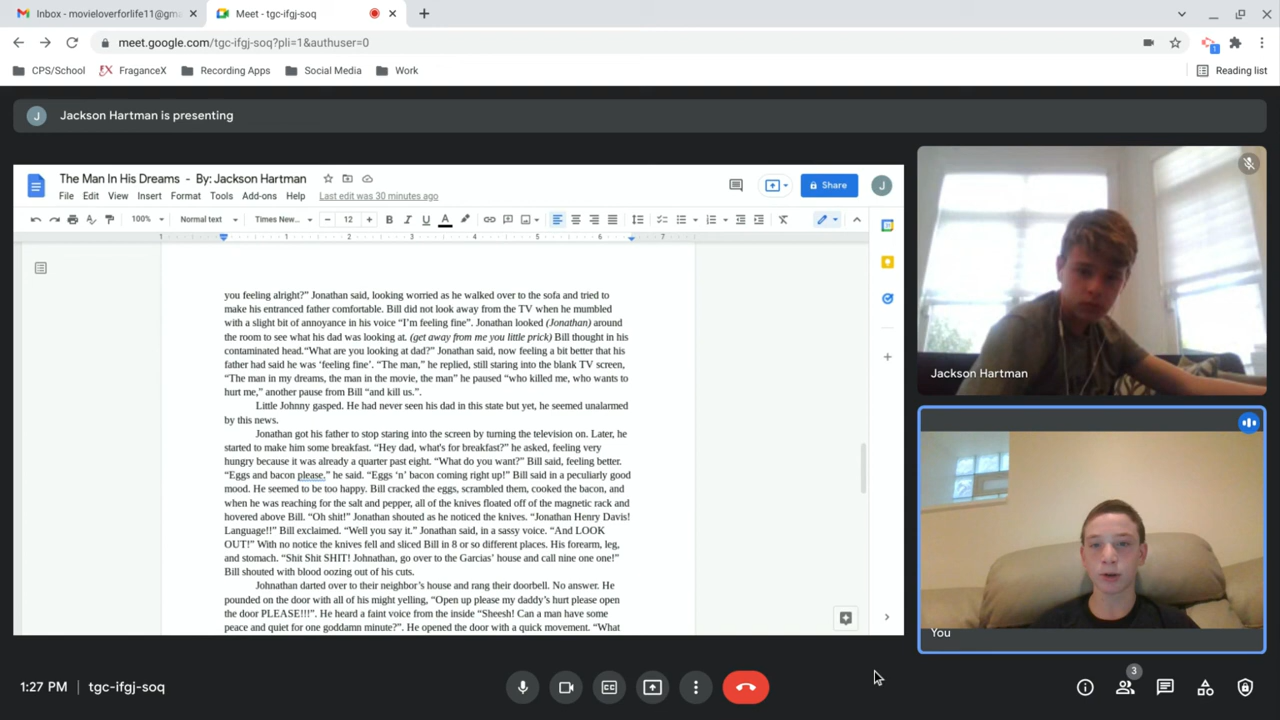 Inbox - movieloverforlife11@gm
Meet - tgc-ifgj-soq
meet.google.com/tgc-ifgj-soq?pli=1&authuser=0
1
CPS/School
FraganceX
Recording Apps
Social Media
Work
Reading list
J
Jackson Hartman is presenting
The Man In His Dreams - By: Jackson Hartman
Share
J
File Edit View Insert Format Tools Add-ons Help Last edit was 30 minutes ago
100% Normal text Times New... 12 B I U A
1 1 2 3 4 5 6 7
you feeling alright?” Jonathan said, looking worried as he walked over to the sofa and tried to
make his entranced father comfortable. Bill did not look away from the TV when he mumbled
with a slight bit of annoyance in his voice “I’m feeling fine”. Jonathan looked (Jonathan) around
the room to see what his dad was looking at. (get away from me you little prick) Bill thought in his
contaminated head.“What are you looking at dad?” Jonathan said, now feeling a bit better that his
father had said he was ‘feeling fine’. “The man,” he replied, still staring into the blank TV screen,
“The man in my dreams, the man in the movie, the man” he paused “who killed me, who wants to
hurt me,” another pause from Bill “and kill us.”.
Little Johnny gasped. He had never seen his dad in this state but yet, he seemed unalarmed
by this news.
Jonathan got his father to stop staring into the screen by turning the television on. Later, he
started to make him some breakfast. “Hey dad, what's for breakfast?” he asked, feeling very
hungry because it was already a quarter past eight. “What do you want?” Bill said, feeling better.
“Eggs and bacon please.” he said. “Eggs ‘n’ bacon coming right up!” Bill said in a peculiarly good
mood. He seemed to be too happy. Bill cracked the eggs, scrambled them, cooked the bacon, and
when he was reaching for the salt and pepper, all of the knives floated off of the magnetic rack and
hovered above Bill. “Oh shit!” Jonathan shouted as he noticed the knives. “Jonathan Henry Davis!
Language!!” Bill exclaimed. “Well you say it.” Jonathan said, in a sassy voice. “And LOOK
OUT!” With no notice the knives fell and sliced Bill in 8 or so different places. His forearm, leg,
and stomach. “Shit Shit SHIT! Johnathan, go over to the Garcias’ house and call nine one one!”
Bill shouted with blood oozing out of his cuts.
Johnathan darted over to their neighbor’s house and rang their doorbell. No answer. He
pounded on the door with all of his might yelling, “Open up please my daddy’s hurt please open
the door PLEASE!!!”. He heard a faint voice from the inside “Sheesh! Can a man have some
peace and quiet for one goddamn minute?”. He opened the door with a quick movement. “What
Jackson Hartman
You
1:27 PM | tgc-ifgj-soq
3